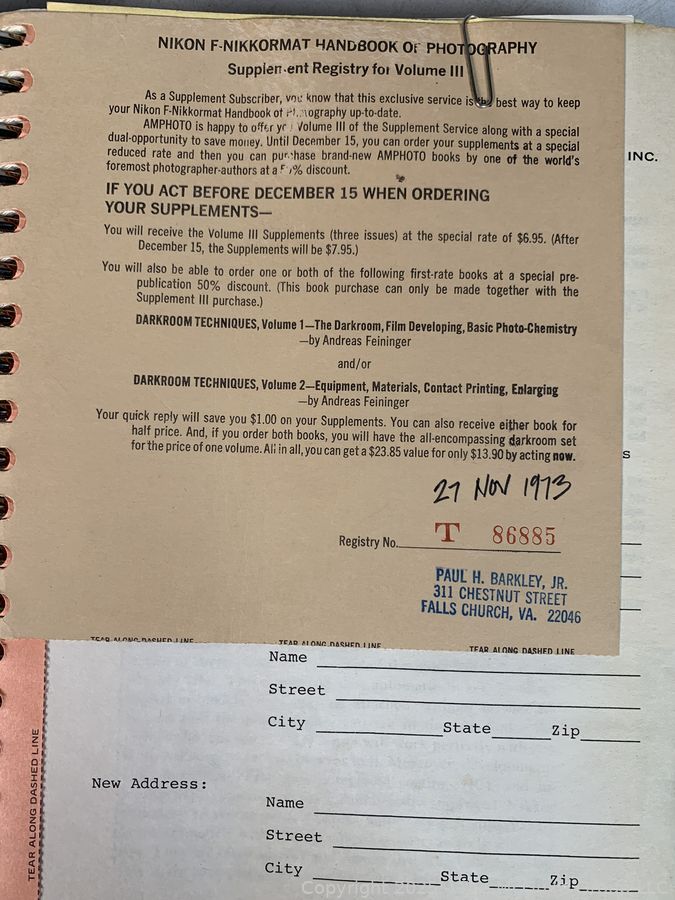 NIKON F-NIKKORMAT HANDBOOK OF PHOTOGRAPHY
Supplement Registry for Volume III
As a Supplement Subscriber, you know that this exclusive service is the best way to keep
your Nikon F-Nikkormat Handbook of Photography up-to-date.
AMPHOTO is happy to offer you Volume III of the Supplement Service along with a special
dual-opportunity to save money. Until December 15, you can order your supplements at a special
reduced rate and then you can purchase brand-new AMPHOTO books by one of the world's
foremost photographer-authors at a 50% discount.
IF YOU ACT BEFORE DECEMBER 15 WHEN ORDERING
YOUR SUPPLEMENTS—
You will receive the Volume III Supplements (three issues) at the special rate of $6.95. (After
December 15, the Supplements will be $7.95.)
You will also be able to order one or both of the following first-rate books at a special pre-
publication 50% discount. (This book purchase can only be made together with the
Supplement III purchase.)
DARKROOM TECHNIQUES, Volume 1—The Darkroom, Film Developing, Basic Photo-Chemistry
—by Andreas Feininger
and/or
DARKROOM TECHNIQUES, Volume 2—Equipment, Materials, Contact Printing, Enlarging
—by Andreas Feininger
Your quick reply will save you $1.00 on your Supplements. You can also receive either book for
half price. And, if you order both books, you will have the all-encompassing darkroom set
for the price of one volume. All in all, you can get a $23.85 value for only $13.90 by acting now.
27 NOV 1973
Registry No. T 86885
PAUL H. BARKLEY, JR.
311 CHESTNUT STREET
FALLS CHURCH, VA. 22046
INC.
S
TEAR ALONG DASHED LINE TEAR ALONG DASHED LINE TEAR ALONG DASHED LINE
Name
Street
City State Zip
New Address:
Name
Street
City State Zip
TEAR ALONG DASHED LINE